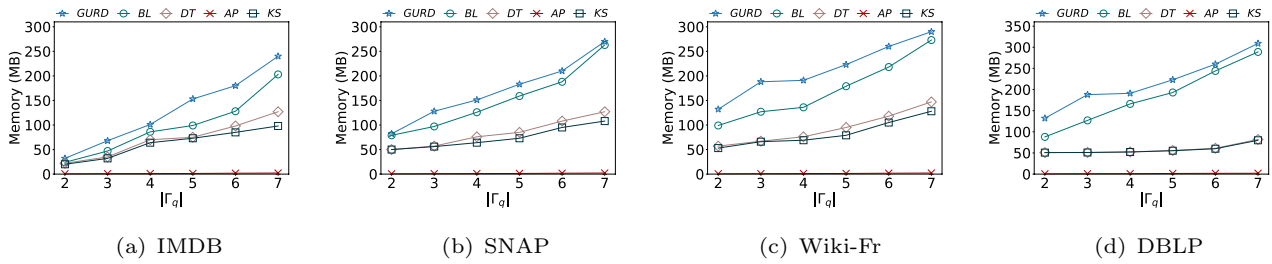 GURD BL DT AP KS
300
250
200
150
100
50
0
Memory (MB)
2 3 4 5 6 7
|Γq|
(a) IMDB
GURD BL DT AP KS
300
250
200
150
100
50
0
Memory (MB)
2 3 4 5 6 7
|Γq|
(b) SNAP
GURD BL DT AP KS
300
250
200
150
100
50
0
Memory (MB)
2 3 4 5 6 7
|Γq|
(c) Wiki-Fr
GURD BL DT AP KS
350
300
250
200
150
100
50
0
Memory (MB)
2 3 4 5 6 7
|Γq|
(d) DBLP